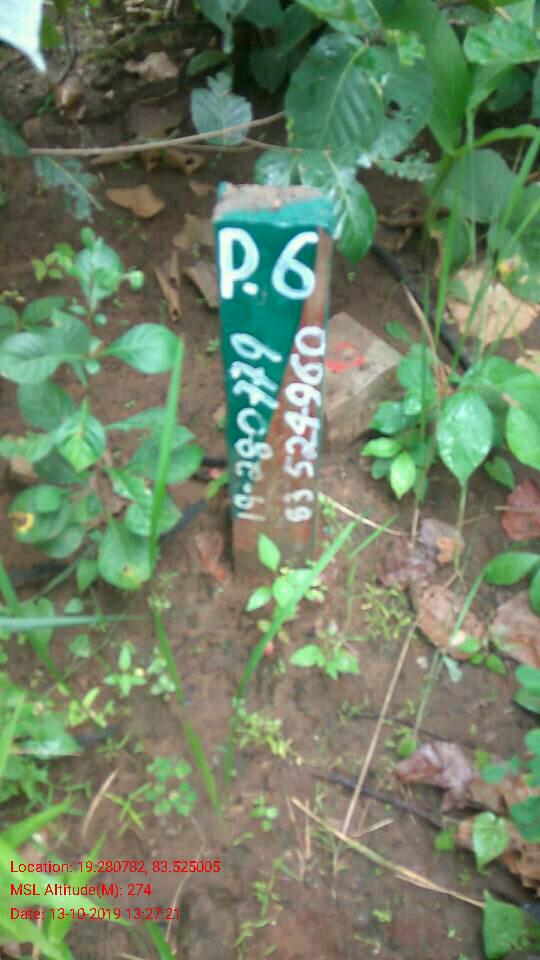 P.6
19.280779
83 524960
Location: 19.280782, 83.525005
MSL Altitude(M): 274
Date: 13-10-2019 13:27:21